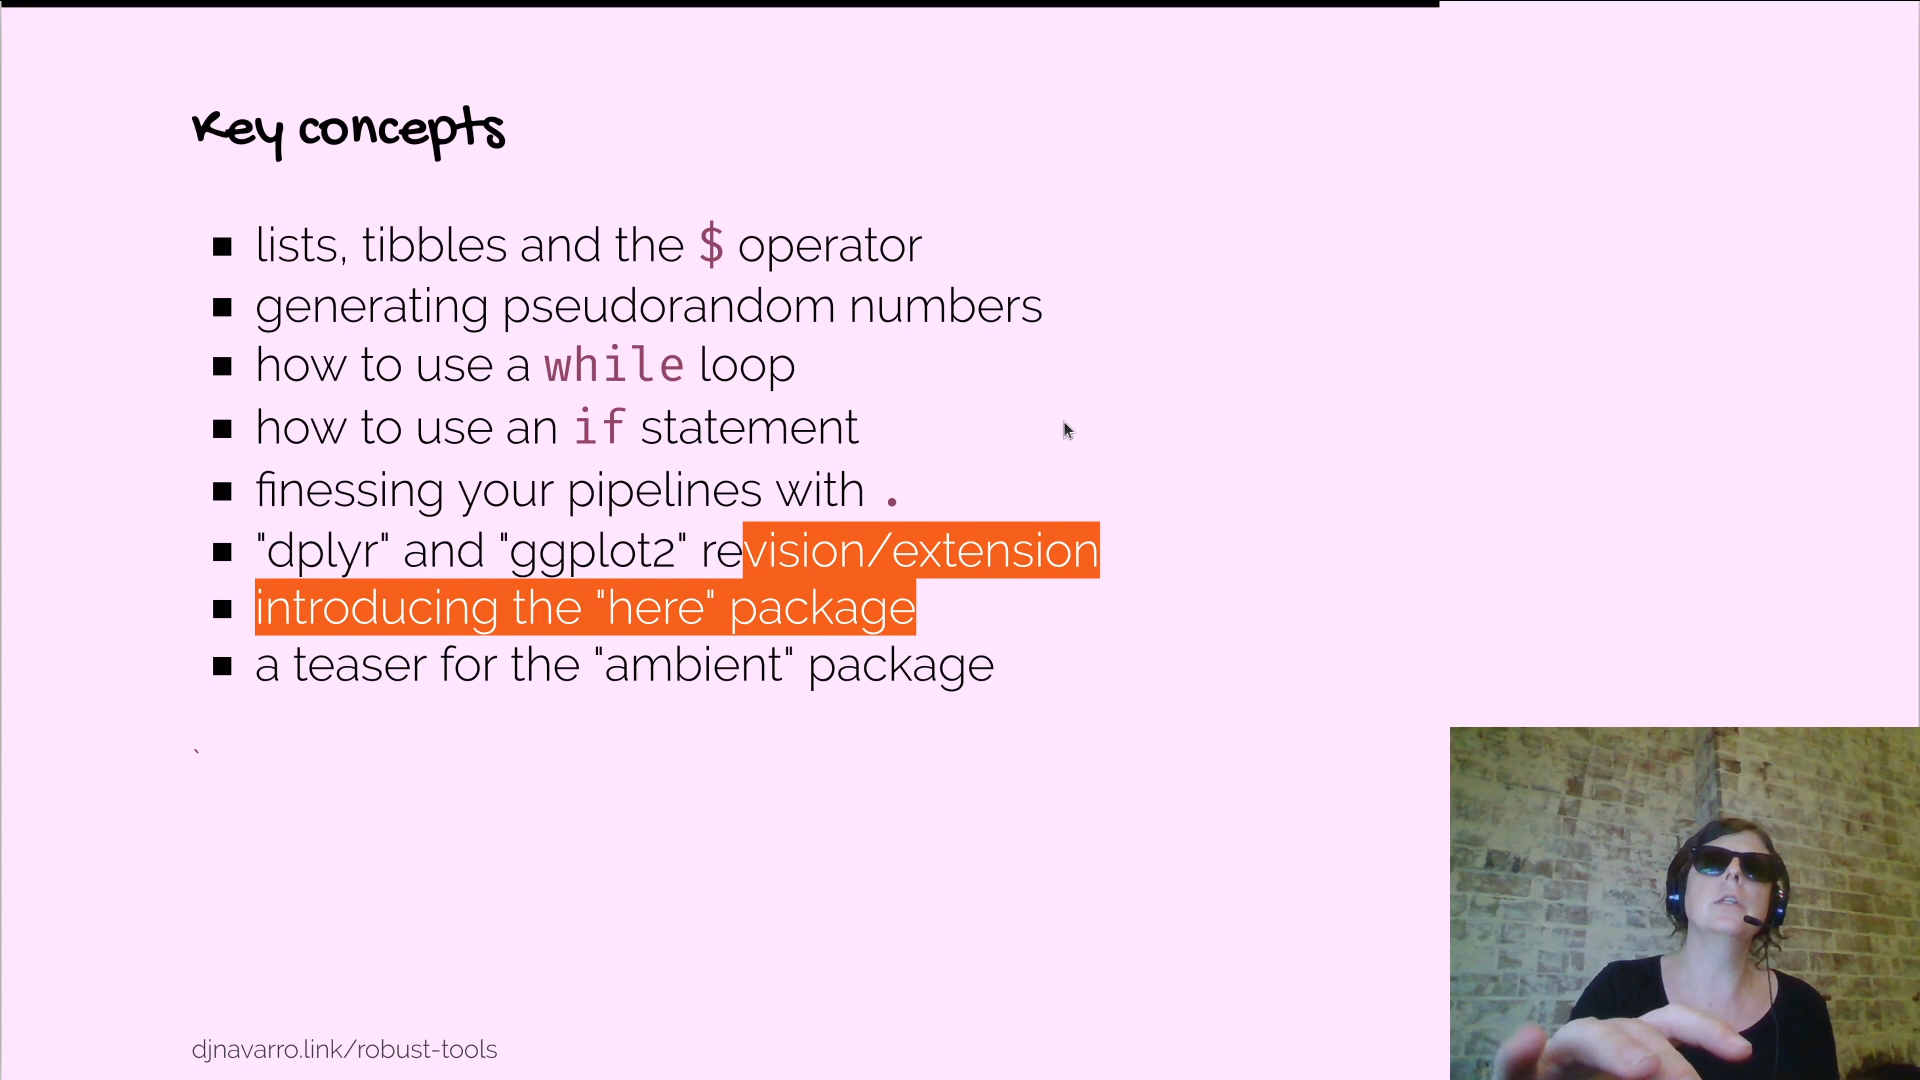 Key concepts
lists, tibbles and the $ operator
generating pseudorandom numbers
how to use a while loop
how to use an if statement
finessing your pipelines with .
"dplyr" and "ggplot2" revision/extension
introducing the "here" package
a teaser for the "ambient" package
`
djnavarro.link/robust-tools